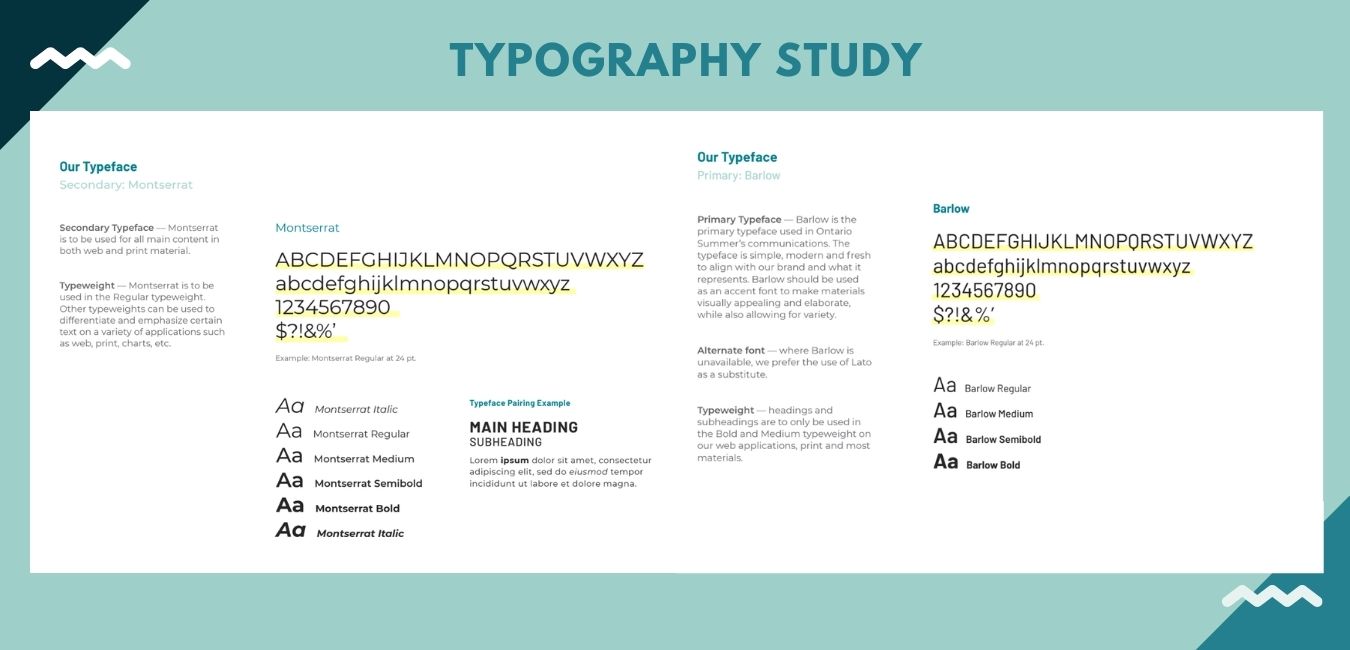 TYPOGRAPHY STUDY
Our Typeface
Secondary: Montserrat
Secondary Typeface — Montserrat
is to be used for all main content in
both web and print material.
Typeweight — Montserrat is to be
used in the Regular typeweight.
Other typeweights can be used to
differentiate and emphasize certain
text on a variety of applications such
as web, print, charts, etc.
Montserrat
ABCDEFGHIJKLMNOPQRSTUVWXYZ
abcdefghijklmnopqrstuvwxyz
1234567890
$?!&%’
Example: Montserrat Regular at 24 pt.
Aa Montserrat Italic
Aa Montserrat Regular
Aa Montserrat Medium
Aa Montserrat Semibold
Aa Montserrat Bold
Aa Montserrat Italic
Typeface Pairing Example
MAIN HEADING
SUBHEADING
Lorem ipsum dolor sit amet, consectetur
adipiscing elit, sed do eiusmod tempor
incididunt ut labore et dolore magna.
Our Typeface
Primary: Barlow
Primary Typeface — Barlow is the
primary typeface used in Ontario
Summer’s communications. The
typeface is simple, modern and fresh
to align with our brand and what it
represents. Barlow should be used
as an accent font to make materials
visually appealing and elaborate,
while also allowing for variety.
Alternate font — where Barlow is
unavailable, we prefer the use of Lato
as a substitute.
Typeweight — headings and
subheadings are to only be used in
the Bold and Medium typeweight on
our web applications, print and most
materials.
Barlow
ABCDEFGHIJKLMNOPQRSTUVWXYZ
abcdefghijklmnopqrstuvwxyz
1234567890
$?!&%’
Example: Barlow Regular at 24 pt.
Aa Barlow Regular
Aa Barlow Medium
Aa Barlow Semibold
Aa Barlow Bold